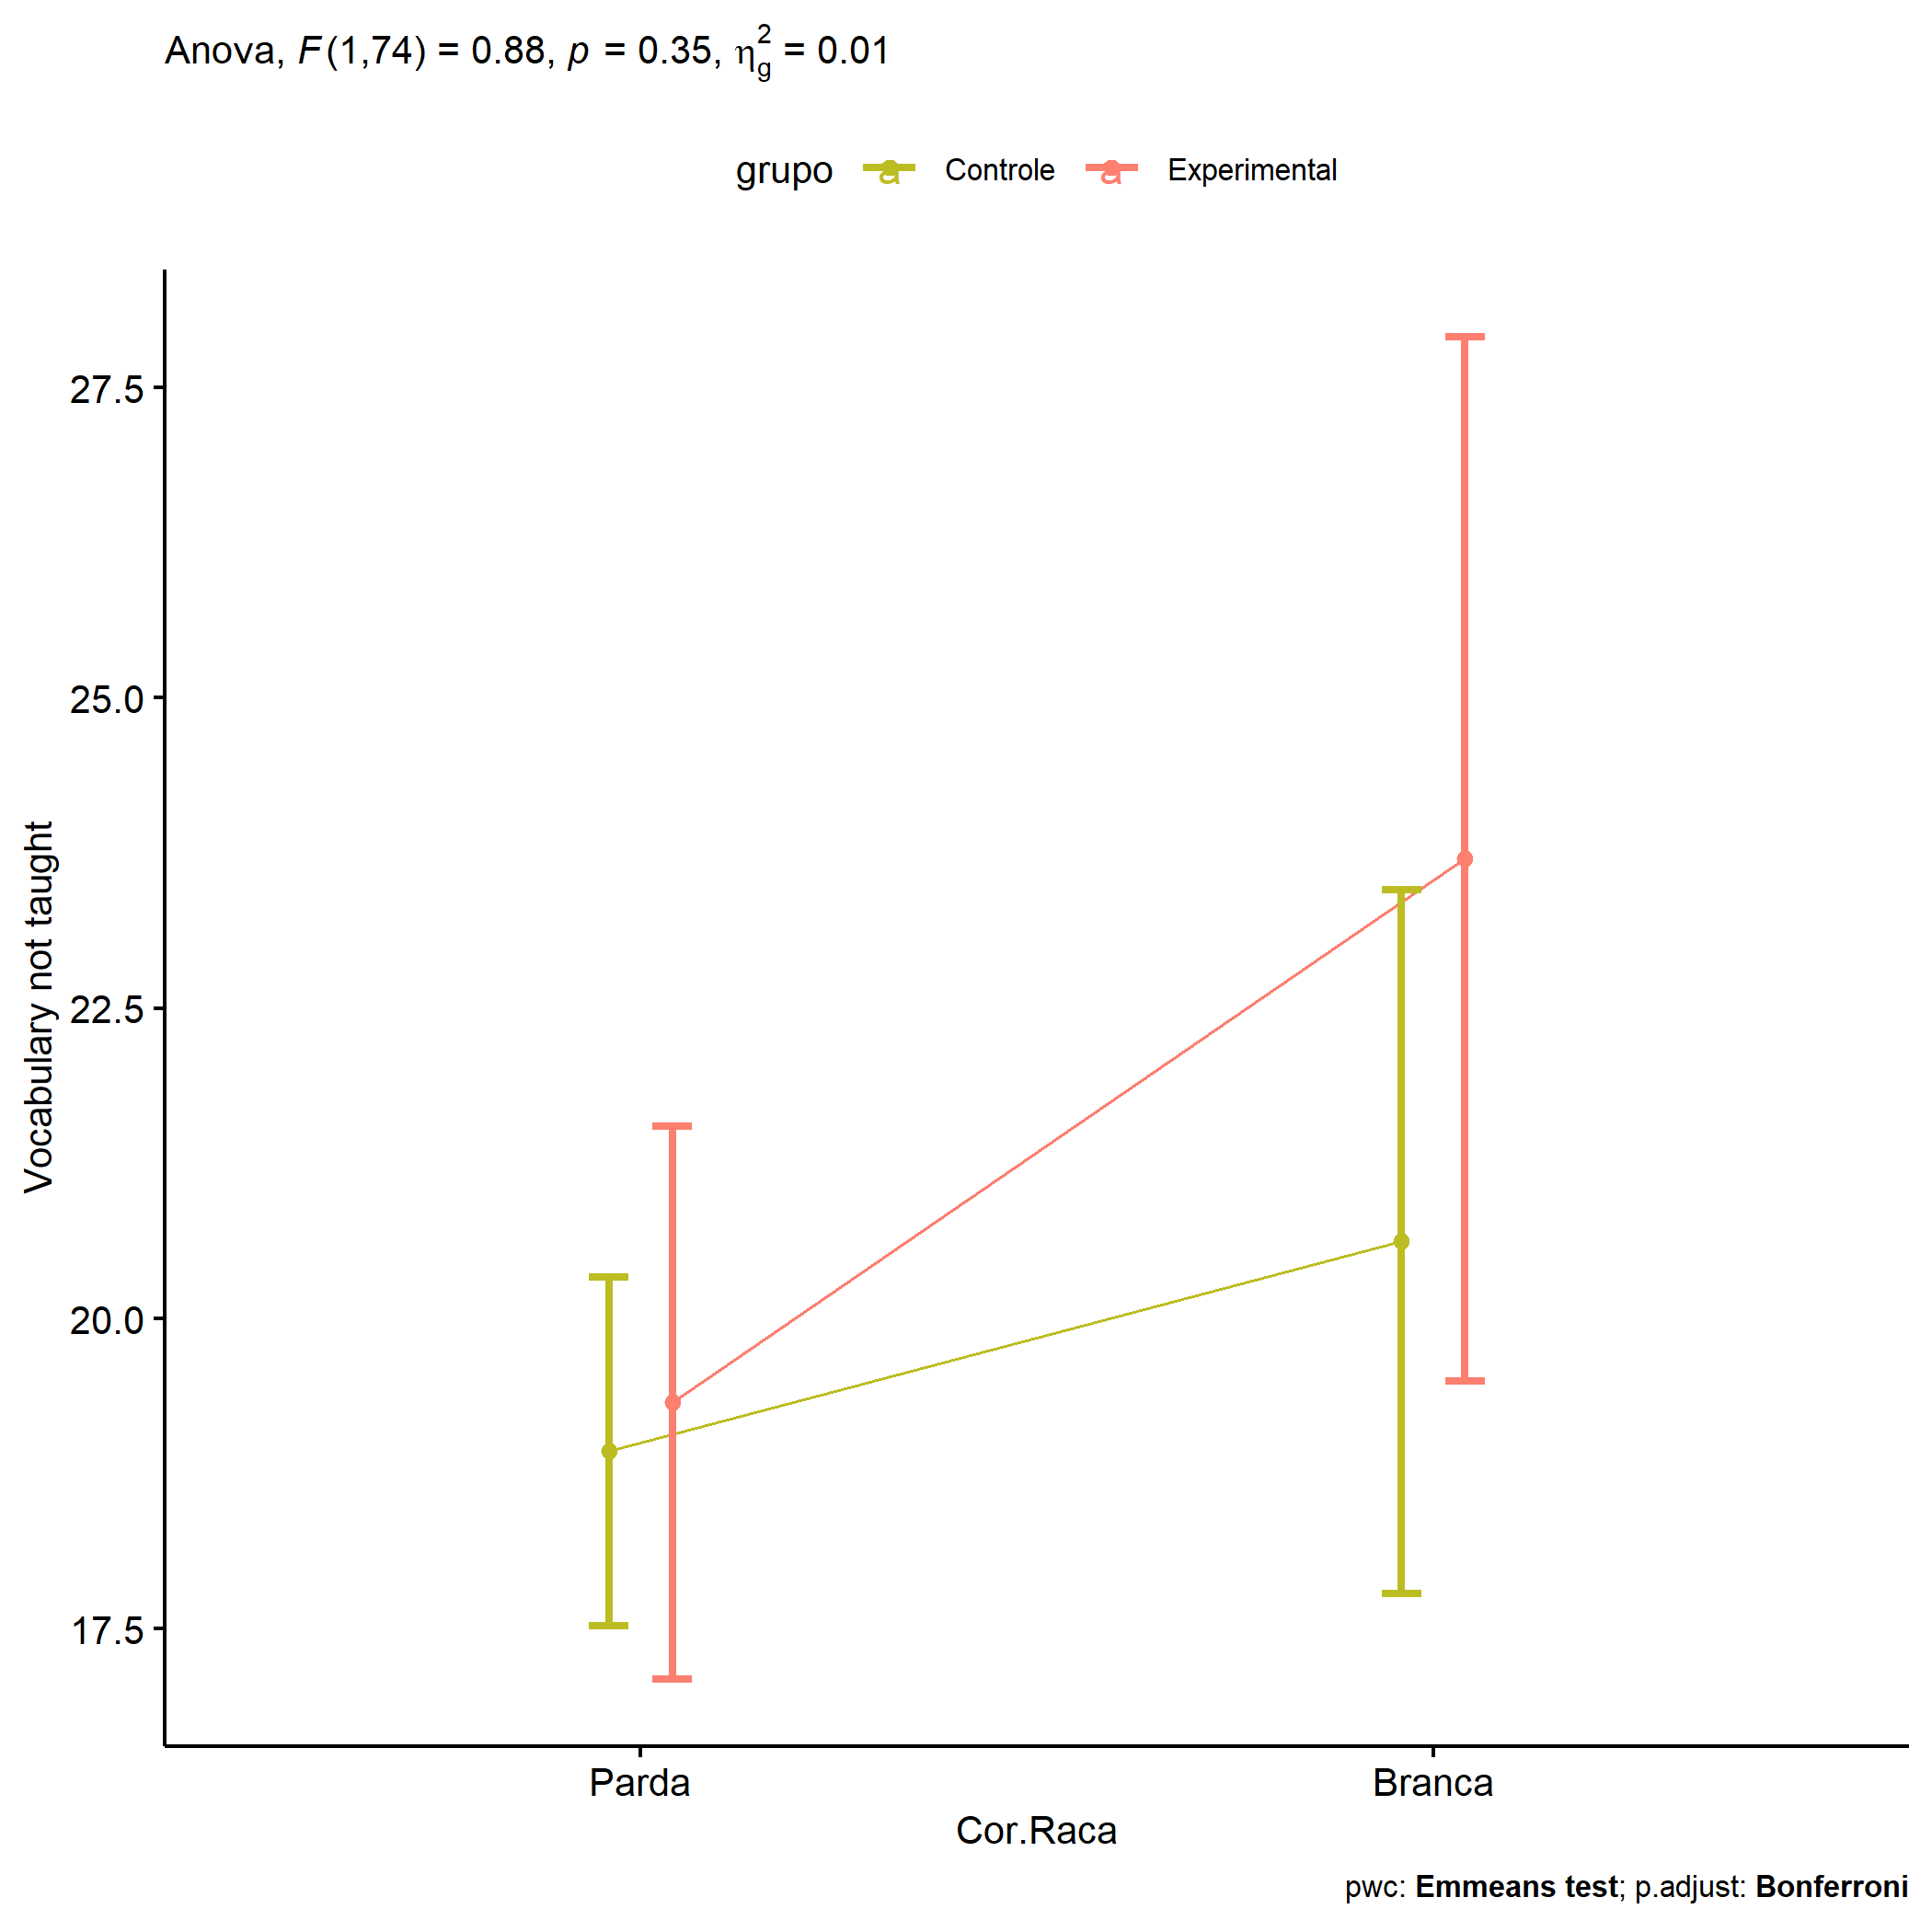 Anova, F(1,74) = 0.88, p = 0.35, η²g = 0.01
grupo a Controle a Experimental
27.5
25.0
22.5
20.0
17.5
Vocabulary not taught
Parda Branca
Cor.Raca
pwc: Emmeans test; p.adjust: Bonferroni